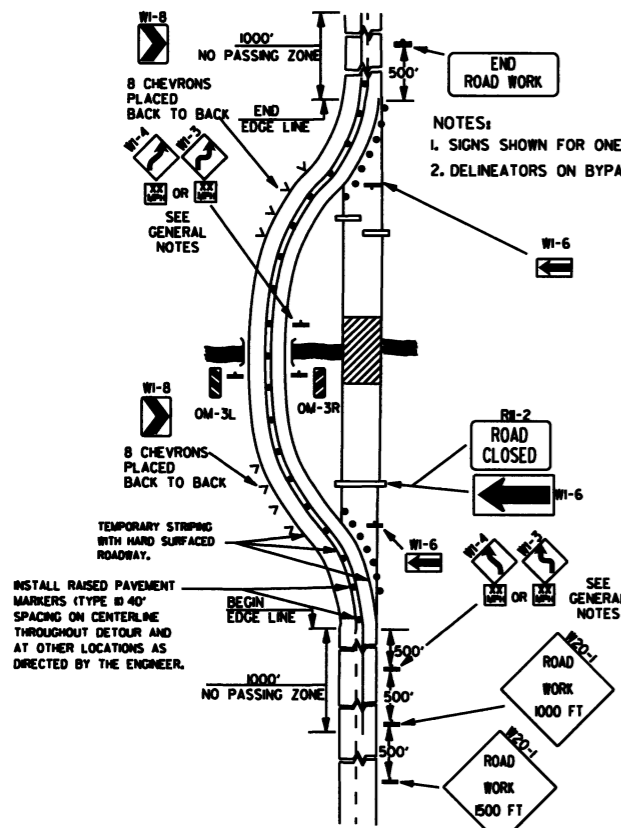 W1-8
1000'
NO PASSING ZONE
500'
END
ROAD WORK
8 CHEVRONS
PLACED
BACK TO BACK
END
EDGE LINE
NOTES:
1. SIGNS SHOWN FOR ONE
2. DELINEATORS ON BYPA
W1-4
W1-3
XX
MPH
OR
XX
MPH
SEE
GENERAL
NOTES
W1-6
W1-8
OM-3L
OM-3R
R11-2
ROAD
CLOSED
W1-6
8 CHEVRONS
PLACED
BACK TO BACK
TEMPORARY STRIPING
WITH HARD SURFACED
ROADWAY.
W1-6
W1-4
W1-3
XX
MPH
OR
XX
MPH
SEE
GENERAL
NOTES
INSTALL RAISED PAVEMENT
MARKERS (TYPE II) 40'
SPACING ON CENTERLINE
THROUGHOUT DETOUR AND
AT OTHER LOCATIONS AS
DIRECTED BY THE ENGINEER.
BEGIN
EDGE LINE
1000'
NO PASSING ZONE
500'
500'
500'
W20-1
ROAD
WORK
1000 FT
W20-1
ROAD
WORK
1500 FT